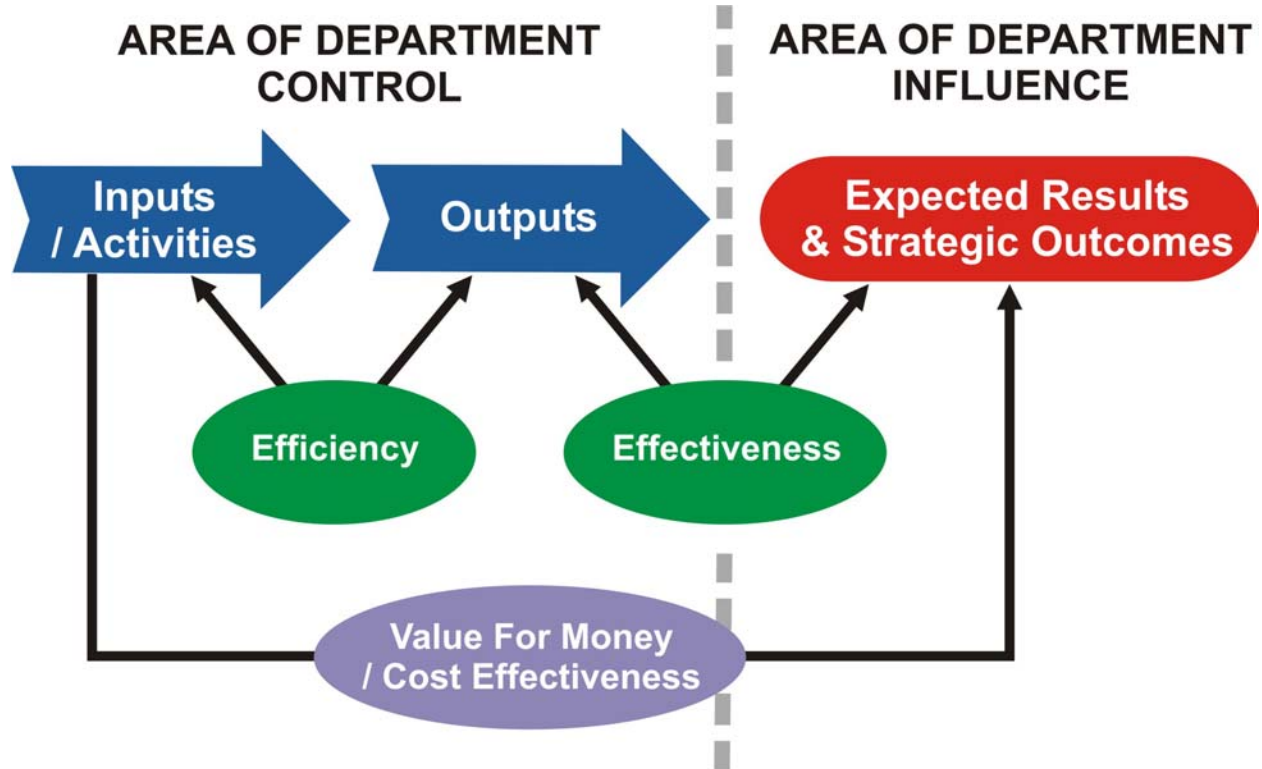 AREA OF DEPARTMENT
CONTROL
AREA OF DEPARTMENT
INFLUENCE
Inputs
/ Activities
Outputs
Expected Results
& Strategic Outcomes
Efficiency
Effectiveness
Value For Money
/ Cost Effectiveness